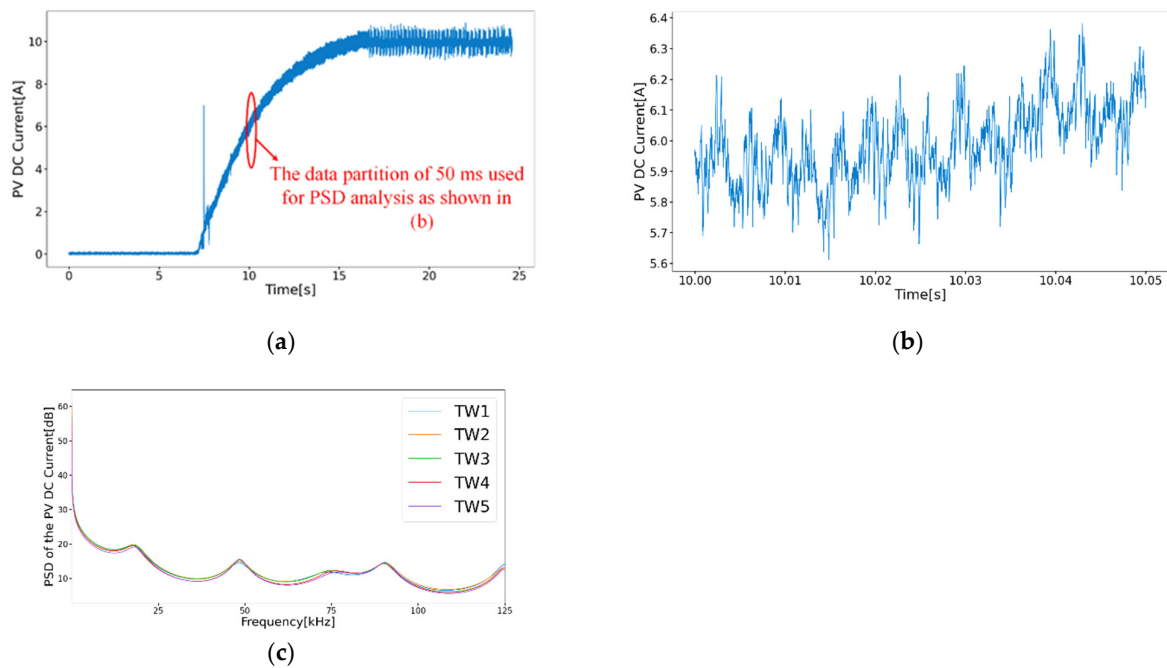 PV DC Current[A]
10
8
6
4
2
0
The data partition of 50 ms used
for PSD analysis as shown in
(b)
0 5 10 15 20 25
Time[s]
(a)
PV DC Current[A]
6.4
6.3
6.2
6.1
6.0
5.9
5.8
5.7
5.6
10.00 10.01 10.02 10.03 10.04 10.05
Time[s]
(b)
PSD of the PV DC Current[dB]
60
50
40
30
20
10
TW1
TW2
TW3
TW4
TW5
25 50 75 100 125
Frequency[kHz]
(c)